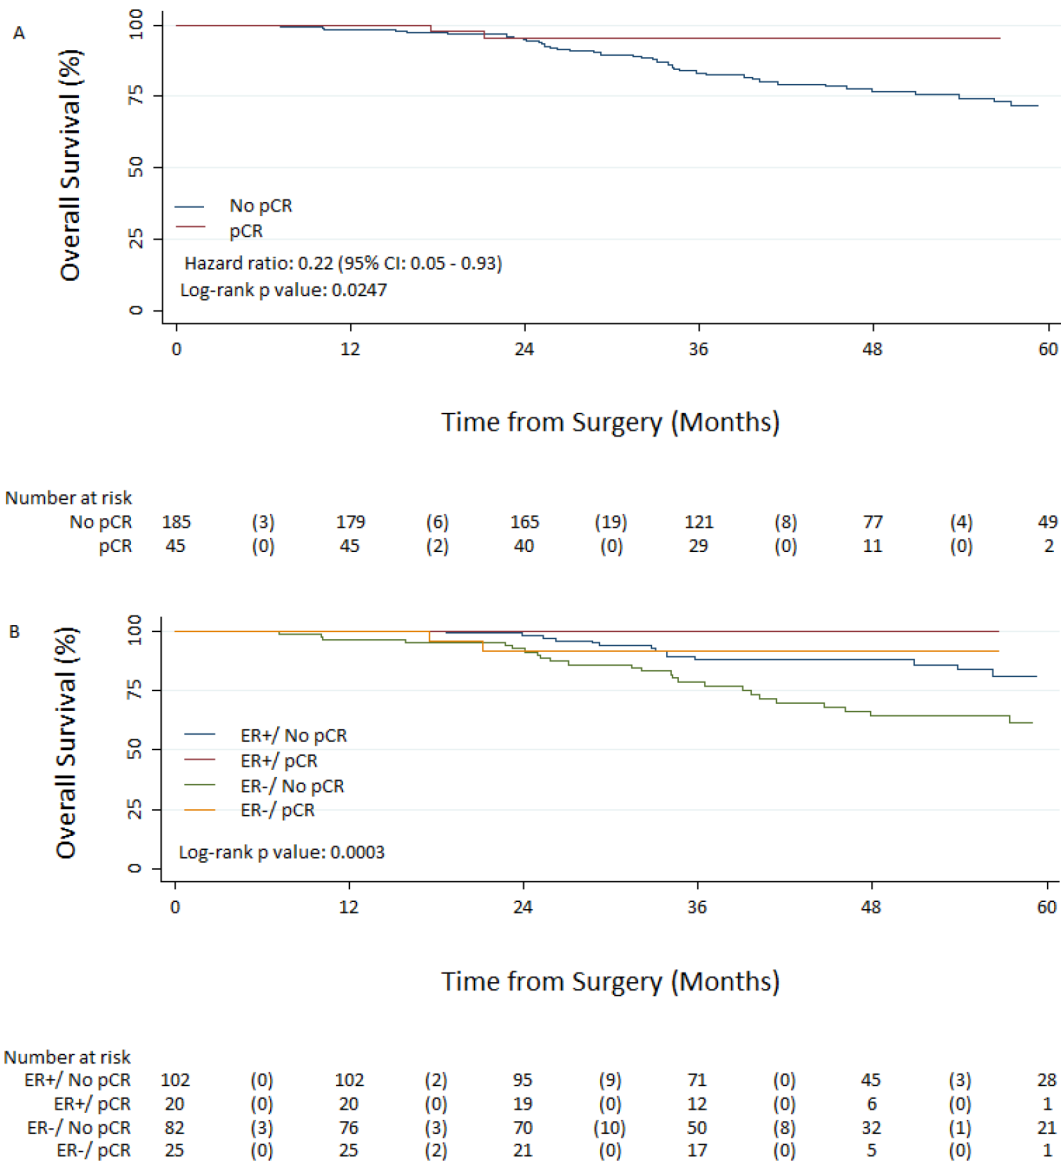 A
Overall Survival (%)
100
75
50
25
0
No pCR
pCR
Hazard ratio: 0.22 (95% CI: 0.05 - 0.93)
Log-rank p value: 0.0247
0 12 24 36 48 60
Time from Surgery (Months)
Number at risk
No pCR 185 (3) 179 (6) 165 (19) 121 (8) 77 (4) 49
pCR 45 (0) 45 (2) 40 (0) 29 (0) 11 (0) 2
B
Overall Survival (%)
100
75
50
25
0
ER+/ No pCR
ER+/ pCR
ER-/ No pCR
ER-/ pCR
Log-rank p value: 0.0003
0 12 24 36 48 60
Time from Surgery (Months)
Number at risk
ER+/ No pCR 102 (0) 102 (2) 95 (9) 71 (0) 45 (3) 28
ER+/ pCR 20 (0) 20 (0) 19 (0) 12 (0) 6 (0) 1
ER-/ No pCR 82 (3) 76 (3) 70 (10) 50 (8) 32 (1) 21
ER-/ pCR 25 (0) 25 (2) 21 (0) 17 (0) 5 (0) 1